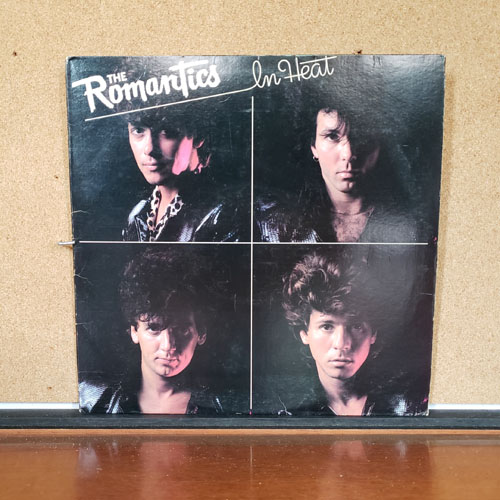 THE
Romantics
In Heat